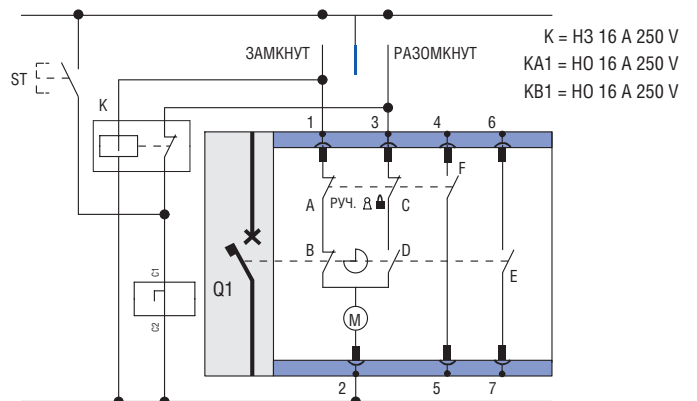 ЗАМКНУТ РАЗОМКНУТ
K = НЗ 16 A 250 V
KA1 = НО 16 A 250 V
KB1 = НО 16 A 250 V
ST
K
1 3 4 6
F
A РУЧ. C
B D
E
Q1
C1
C2
M
2 5 7